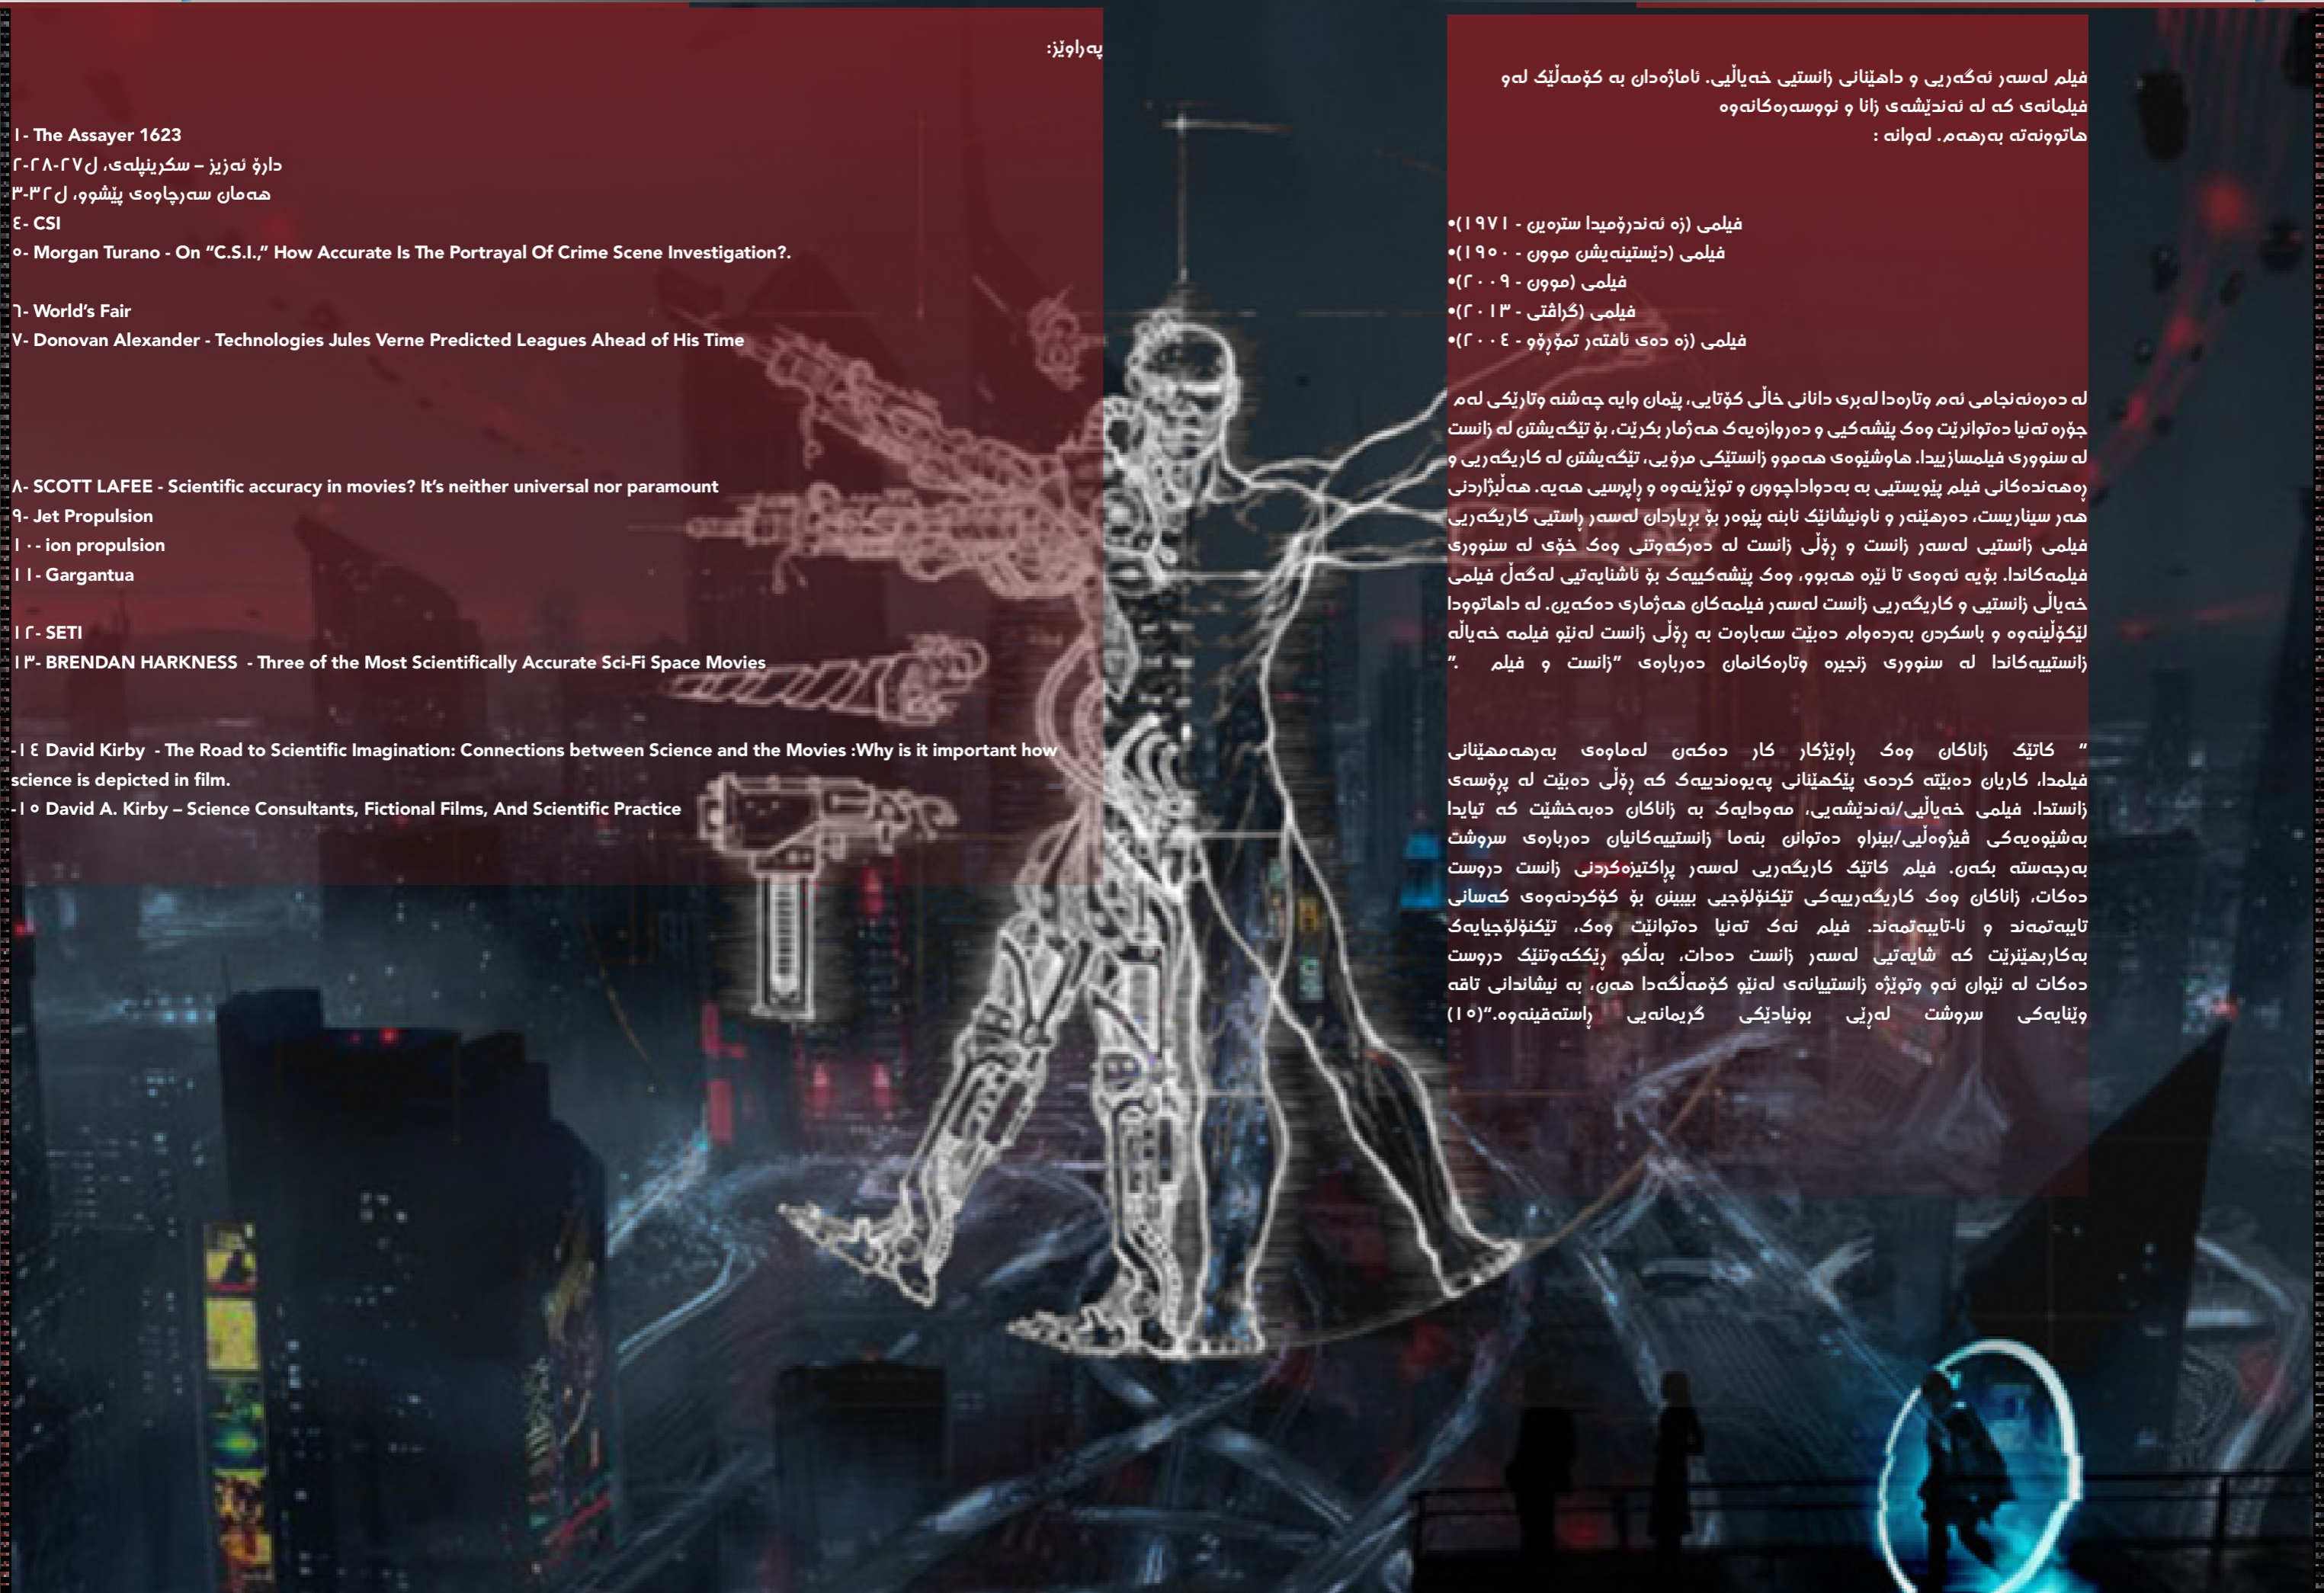 فیلم لەسەر ئەگەریی و داهێنانی زانستیی خەیاڵیی. ئاماژەدان بە کۆمەڵێک لەو
فیلمانەی کە لە ئەندێشەی زانا و نووسەرەکانەوە
هاتوونەتە بەرهەم. لەوانە :
فیلمی (زە ئەندرۆمیدا سترەین - ١٩٧١)•
فیلمی (دێستینەیشن موون - ١٩٥٠)•
فیلمی (موون - ٢٠٠٩)•
فیلمی (گراڤتی - ٢٠١٣)•
فیلمی (زە دەی ئافتەر تمۆڕۆو - ٢٠٠٤)•
لە دەرەئەنجامی ئەم وتارەدا لەبری دانانی خاڵی کۆتایی، پێمان وایە چەشنە وتارێکی لەم
جۆرە تەنیا دەتوانرێت وەک پێشەکیی و دەروازەیەک هەژمار بکرێت، بۆ تێگەیشتن لە زانست
لە سنووری فیلمسازییدا. هاوشێوەی هەموو زانستێکی مرۆیی، تێگەیشتن لە کاریگەریی و
ڕەهەندەکانی فیلم پێویستیی بە بەدواداچوون و توێژینەوە و ڕاپرسیی هەیە. هەڵبژاردنی
هەر سیناریست، دەرهێنەر و ناونیشانێک نابنە پێوەر بۆ بڕیاردان لەسەر ڕاستیی کاریگەریی
فیلمی زانستیی لەسەر زانست و ڕۆڵی زانست لە دەرکەوتنی وەک خۆی لە سنووری
فیلمەکاندا. بۆیە ئەوەی تا ئێرە هەبوو، وەک پێشەکییەک بۆ ئاشنایەتیی لەگەڵ فیلمی
خەیاڵی زانستیی و کاریگەریی زانست لەسەر فیلمەکان هەژماری دەکەین. لە داهاتوودا
لێکۆڵینەوە و باسکردن بەردەوام دەبێت سەبارەت بە ڕۆڵی زانست لەنێو فیلمە خەیاڵە
زانستییەکاندا لە سنووری زنجیرە وتارەکانمان دەربارەی ”زانست و فیلم .”
“ کاتێک زاناکان وەک ڕاوێژکار کار دەکەن لەماوەی بەرهەمهێنانی
فیلمدا، کاریان دەبێتە کردەی پێکهێنانی پەیوەندییەک کە ڕۆڵی دەبێت لە پڕۆسەی
زانستدا. فیلمی خەیاڵیی/ئەندێشەیی، مەودایەک بە زاناکان دەبەخشێت کە تیایدا
بەشێوەیەکی ڤیژوەڵیی/بینراو دەتوانن بنەما زانستییەکانیان دەربارەی سروشت
بەرجەستە بکەن. فیلم کاتێک کاریگەریی لەسەر پراکتیزەکردنی زانست دروست
دەکات، زاناکان وەک کاریگەرییەکی تێکنۆلۆجیی بیبینن بۆ کۆکردنەوەی کەسانی
تایبەتمەند و نا-تایبەتمەند. فیلم نەک تەنیا دەتوانێت وەک، تێکنۆلۆجیایەک
بەکاربهێنرێت کە شایەتیی لەسەر زانست دەدات، بەڵکو ڕێککەوتنێک دروست
دەکات لە نێوان ئەو وتوێژە زانستییانەی لەنێو کۆمەڵگەدا هەن، بە نیشاندانی تاقە
وێنایەکی سروشت لەڕێی بونیادێکی گریمانەیی ڕاستەقینەوە.“(١٥)
پەراوێز:
١- The Assayer 1623
دارۆ ئەزیز – سکرینپلەی، ل٢٧-٢٨-٢
هەمان سەرچاوەی پێشوو، ل٣٢-٣
٤- CSI
٥- Morgan Turano - On “C.S.I.,” How Accurate Is The Portrayal Of Crime Scene Investigation?.
٦- World’s Fair
٧- Donovan Alexander - Technologies Jules Verne Predicted Leagues Ahead of His Time
٨- SCOTT LAFEE - Scientific accuracy in movies? It’s neither universal nor paramount
٩- Jet Propulsion
١٠- ion propulsion
١١- Gargantua
١٢- SETI
١٣- BRENDAN HARKNESS - Three of the Most Scientifically Accurate Sci-Fi Space Movies
-١٤ David Kirby - The Road to Scientific Imagination: Connections between Science and the Movies :Why is it important how
science is depicted in film.
-١٥ David A. Kirby – Science Consultants, Fictional Films, And Scientific Practice